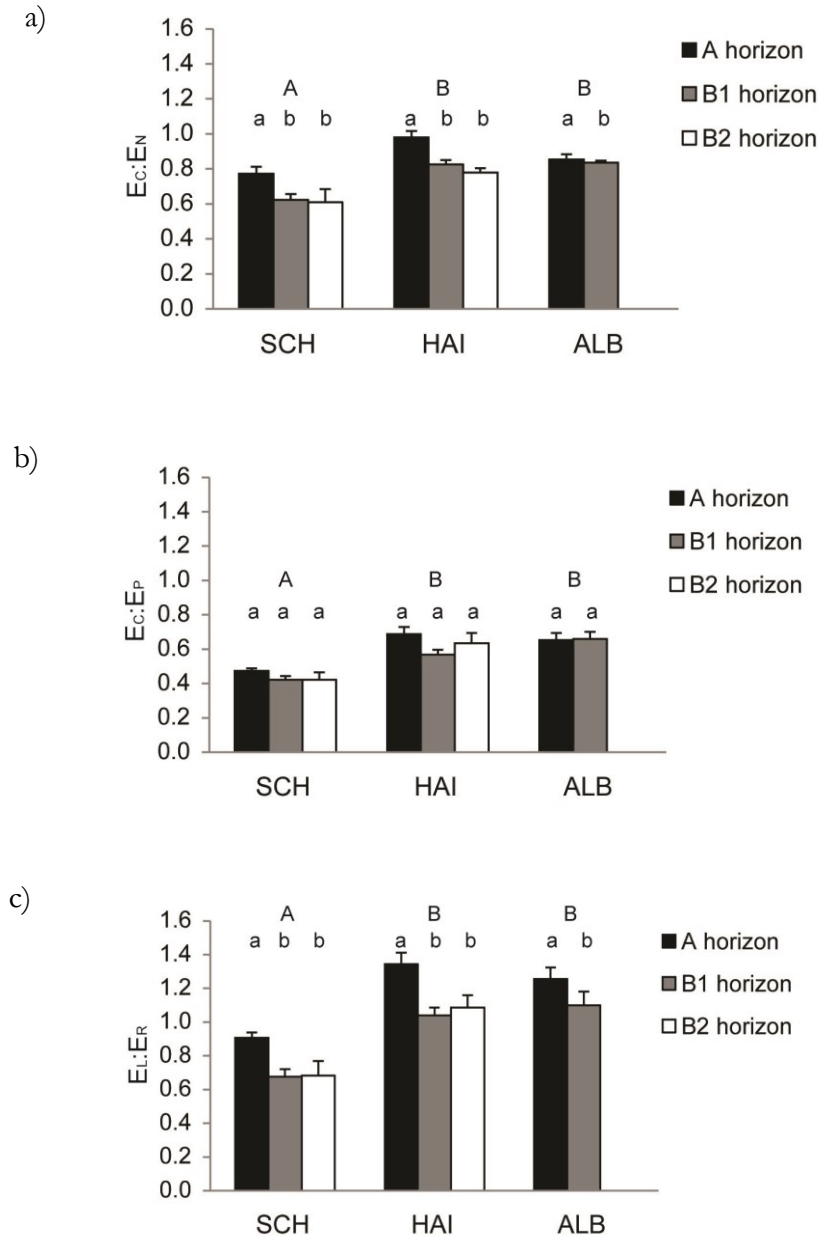 a)
1.6
1.4
1.2
1.0
0.8
0.6
0.4
0.2
0.0
EC:EN
A B B
a b b a b b a b
SCH HAI ALB
A horizon
B1 horizon
B2 horizon
b)
1.6
1.4
1.2
1.0
0.8
0.6
0.4
0.2
0.0
EC:EP
A B B
a a a a a a a a
SCH HAI ALB
A horizon
B1 horizon
B2 horizon
c)
1.6
1.4
1.2
1.0
0.8
0.6
0.4
0.2
0.0
EL:ER
A B B
a b b a b b a b
SCH HAI ALB
A horizon
B1 horizon
B2 horizon